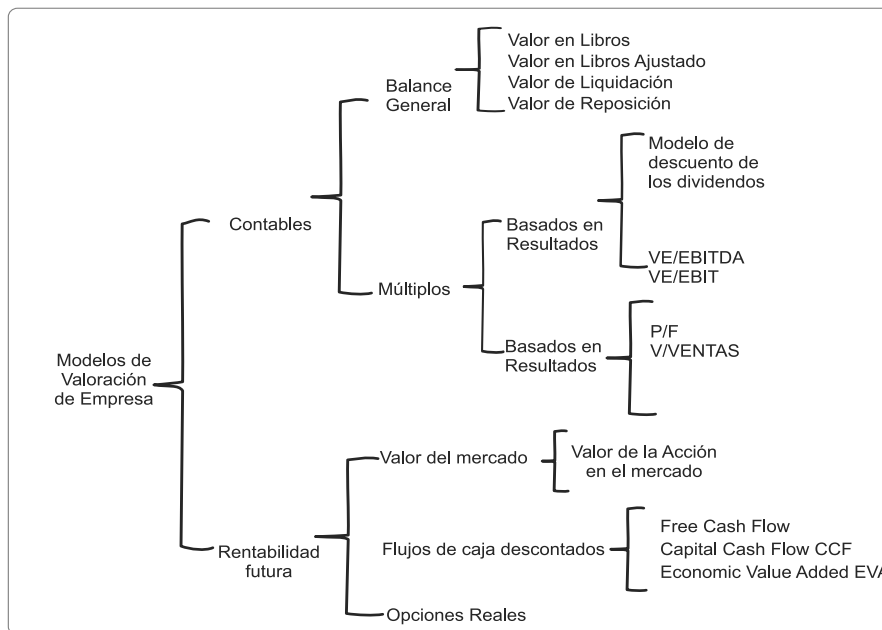 Modelos de
Valoración
de Empresa
Contables
Balance
General
Valor en Libros
Valor en Libros Ajustado
Valor de Liquidación
Valor de Reposición
Múltiplos
Basados en
Resultados
Modelo de
descuento de
los dividendos
VE/EBITDA
VE/EBIT
Basados en
Resultados
P/F
V/VENTAS
Rentabilidad
futura
Valor del mercado
Valor de la Acción
en el mercado
Flujos de caja descontados
Free Cash Flow
Capital Cash Flow CCF
Economic Value Added EVA
Opciones Reales